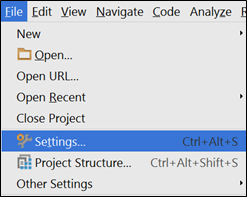 File Edit View Navigate Code Analyze
New
Open...
Open URL...
Open Recent
Close Project
Settings... Ctrl+Alt+S
Project Structure... Ctrl+Alt+Shift+S
Other Settings